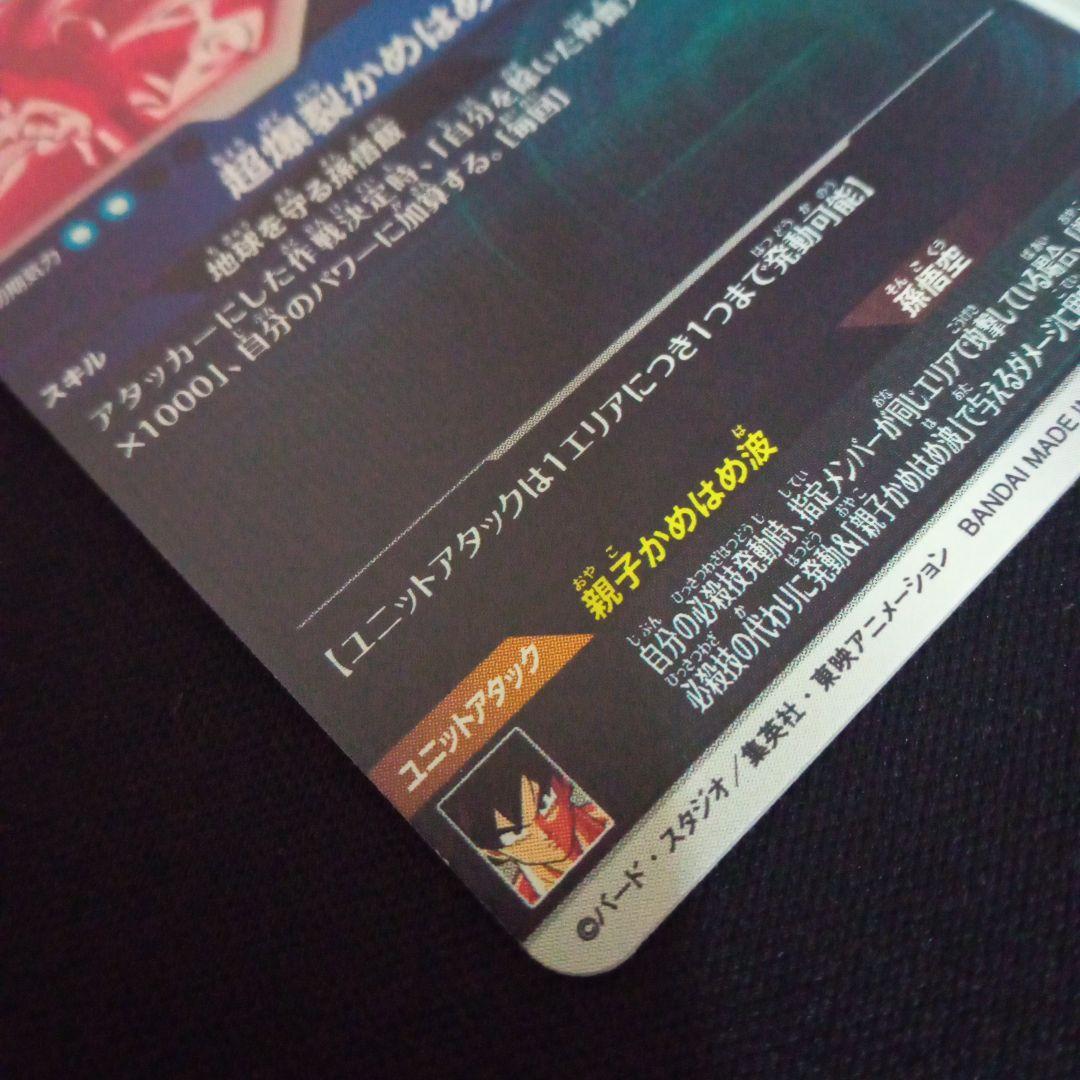 超爆裂かめはめ
初期気力
スキル
地球を守る孫悟飯
アタッカーにした作戦決定時、「自分を除いた仲間
×1000」、自分のパワーに加算する。[毎回]
【ユニットアタックは1エリアにつき1つまで発動可能】
ユニットアタック
親子かめはめ波
孫悟空
自分の必殺技発動時、指定メンバーが同じエリアで攻撃している場合、
必殺技の代わりに発動&「親子かめはめ波」で与えるダメージに
©バード・スタジオ/集英社・東映アニメーション BANDAI MADE IN